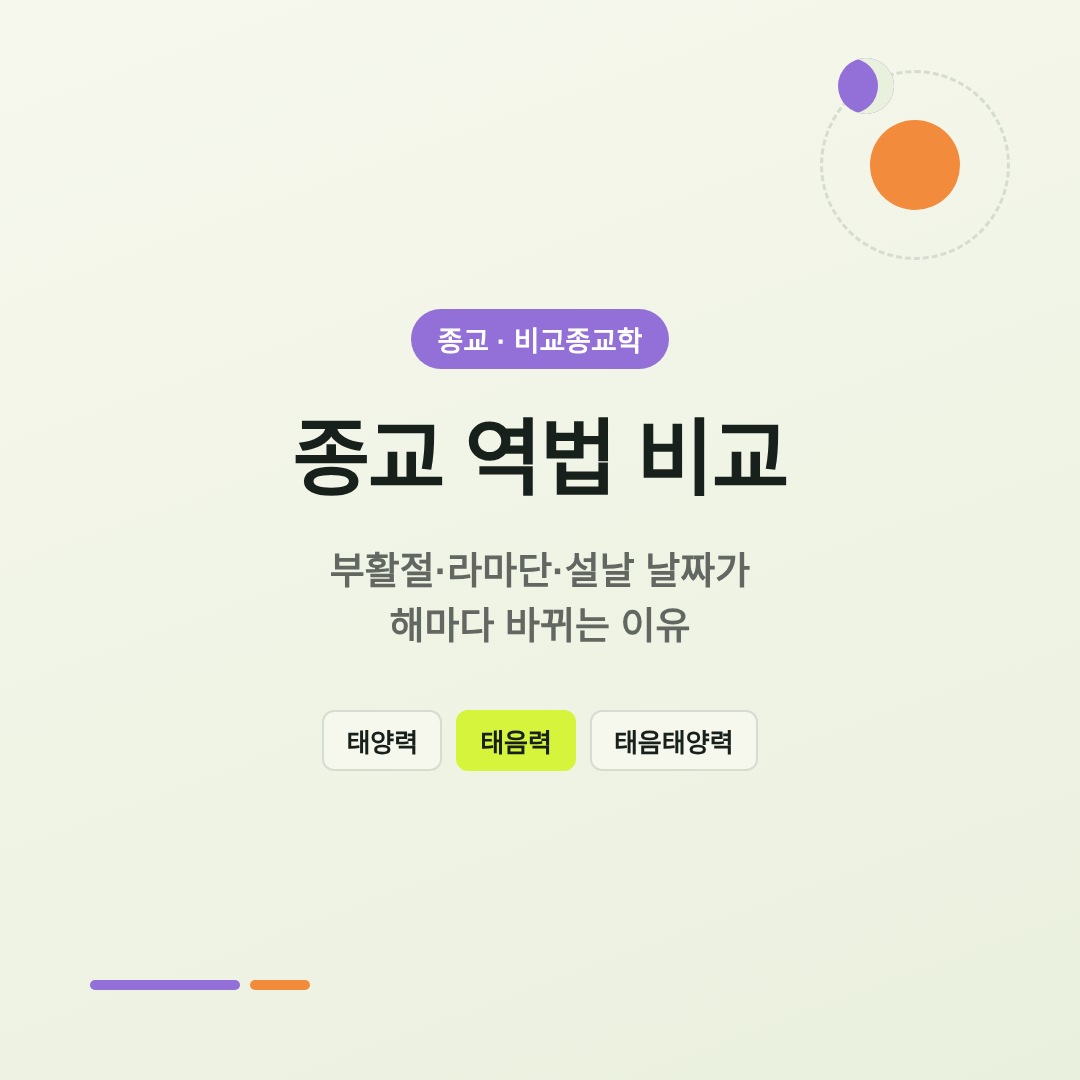 종교 · 비교종교학
종교 역법 비교
부활절·라마단·설날 날짜가
해마다 바뀌는 이유
태양력 태음력 태음태양력